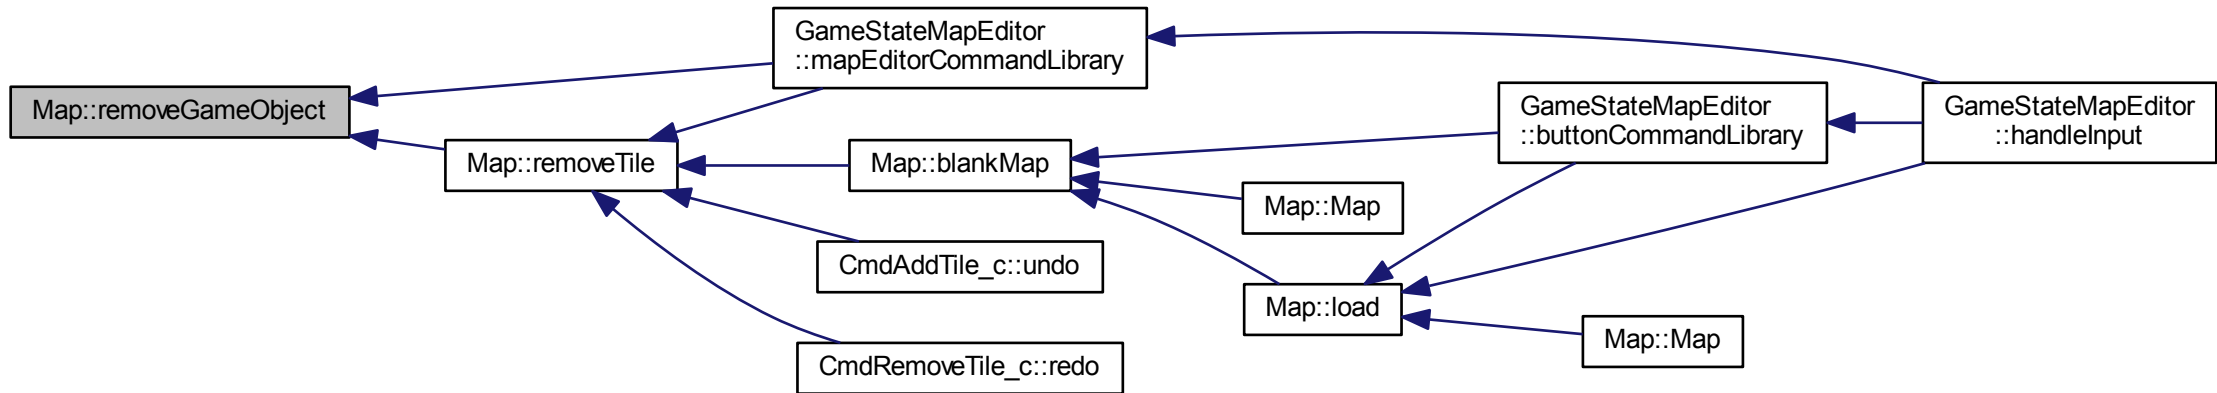 Map::removeGameObject
GameStateMapEditor
::mapEditorCommandLibrary
Map::removeTile
Map::blankMap
CmdAddTile_c::undo
CmdRemoveTile_c::redo
GameStateMapEditor
::buttonCommandLibrary
Map::Map
Map::load
Map::Map
GameStateMapEditor
::handleInput